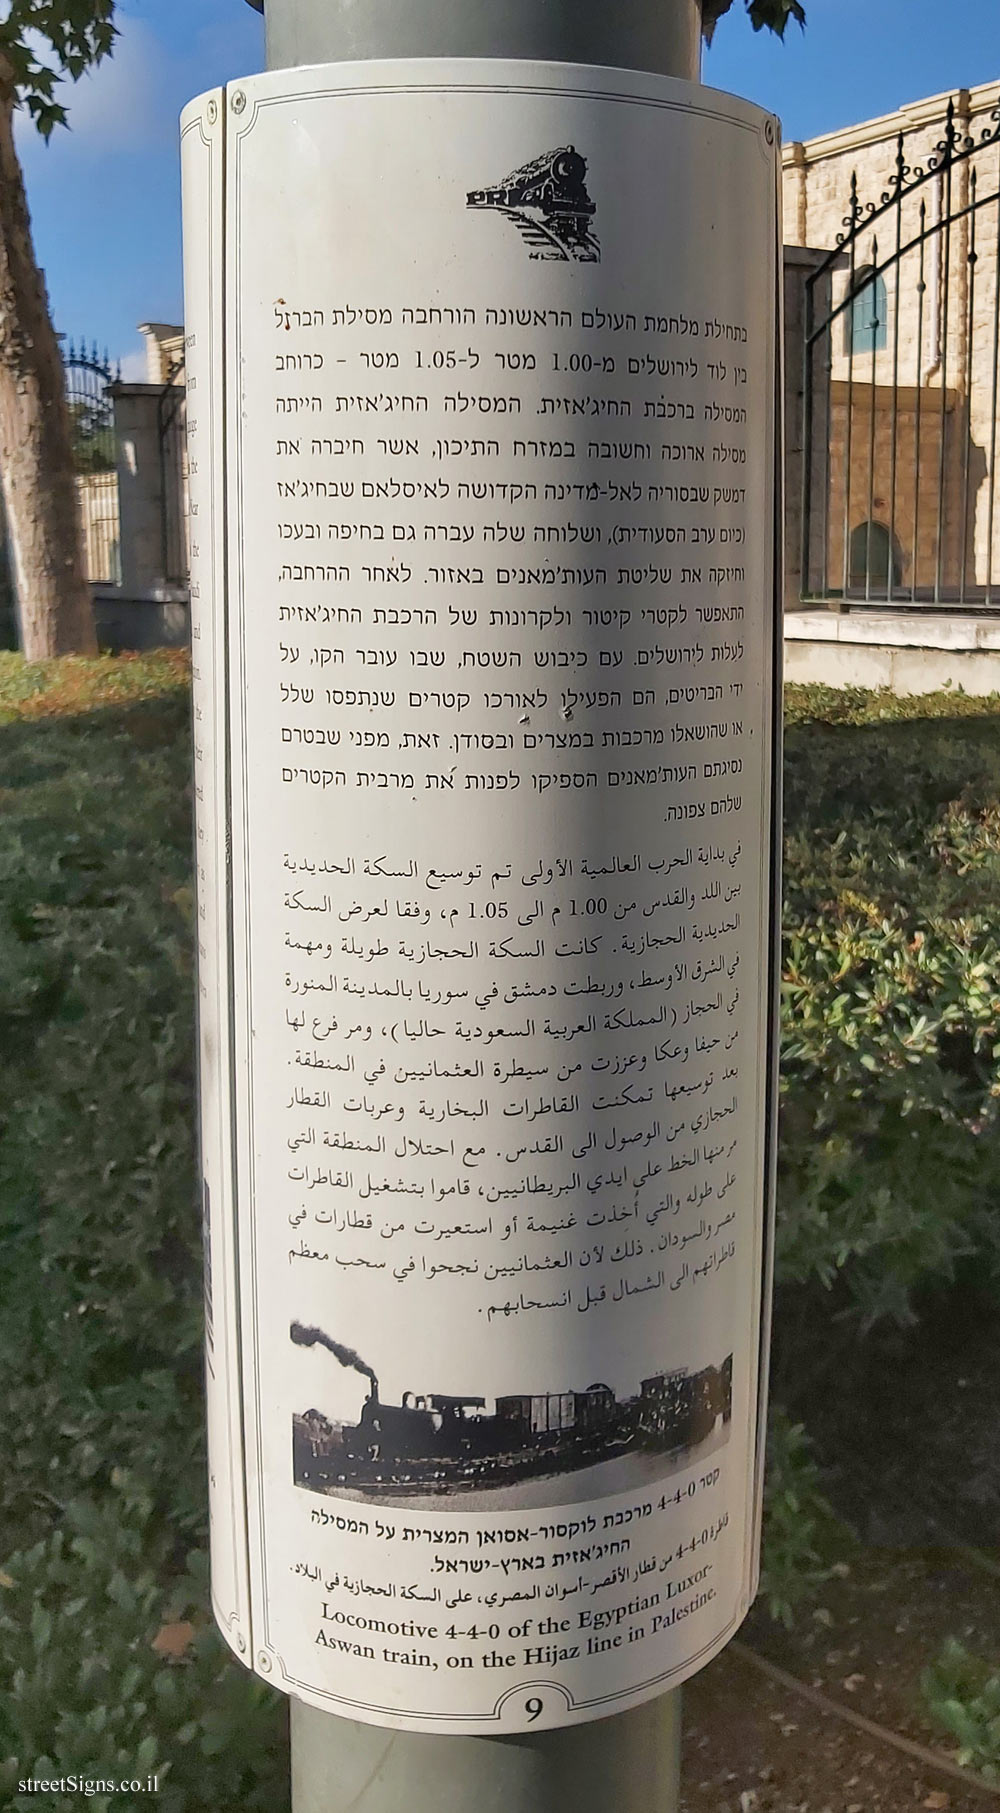 בתחילת מלחמת העולם הראשונה הורחבה מסילת הברזל
בין לוד לירושלים מ-1.00 מטר ל-1.05 מטר – כרוחב
המסילה ברכבת החיג'אזית. המסילה החיג'אזית הייתה
מסילה ארוכה וחשובה במזרח התיכון, אשר חיברה את
דמשק שבסוריה לאל-מדינה הקדושה לאיסלאם שבחיג'אז
(כיום ערב הסעודית), ושלוחה שלה עברה גם בחיפה ובעכו
וחיזקה את שליטת העות'מאנים באזור. לאחר ההרחבה,
התאפשר לקטרי קיטור ולקרונות של הרכבת החיג'אזית
לעלות לירושלים. עם כיבוש השטח, שבו עובר הקו, על
ידי הבריטים, הם הפעילו לאורכו קטרים שנתפסו שלל
או שהושאלו מרכבות במצרים ובסודן. זאת, מפני שבטרם
נסיגתם העות'מאנים הספיקו לפנות את מרבית הקטרים
שלהם צפונה.
في بداية الحرب العالمية الأولى تم توسيع السكة الحديدية
بين اللد والقدس من 1.00 م الى 1.05 م، وفقا لعرض السكة
الحديدية الحجازية. كانت السكة الحجازية طويلة ومهمة
في الشرق الأوسط، وربطت دمشق في سوريا بالمدينة المنورة
في الحجاز (المملكة العربية السعودية حاليا)، ومر فرع لها
من حيفا وعكا وعززت من سيطرة العثمانيين في المنطقة.
بعد توسيعها تمكنت القاطرات البخارية وعربات القطار
الحجازي من الوصول الى القدس. مع احتلال المنطقة التي
مر منها الخط على ايدي البريطانيين، قاموا بتشغيل القاطرات
على طوله والتي أُخذت غنيمة أو استعيرت من قطارات في
مصر والسودان. ذلك لأن العثمانيين نجحوا في سحب معظم
قاطراتهم الى الشمال قبل انسحابهم.
קטר 4-4-0 מרכבת לוקסור-אסואן המצרית על המסילה
החיג'אזית בארץ-ישראל.
قاطرة 0-4-4 من قطار الأقصر-أسوان المصري، على السكة الحجازية في البلاد.
Locomotive 4-4-0 of the Egyptian Luxor-
Aswan train, on the Hijaz line in Palestine.
9
streetSigns.co.il